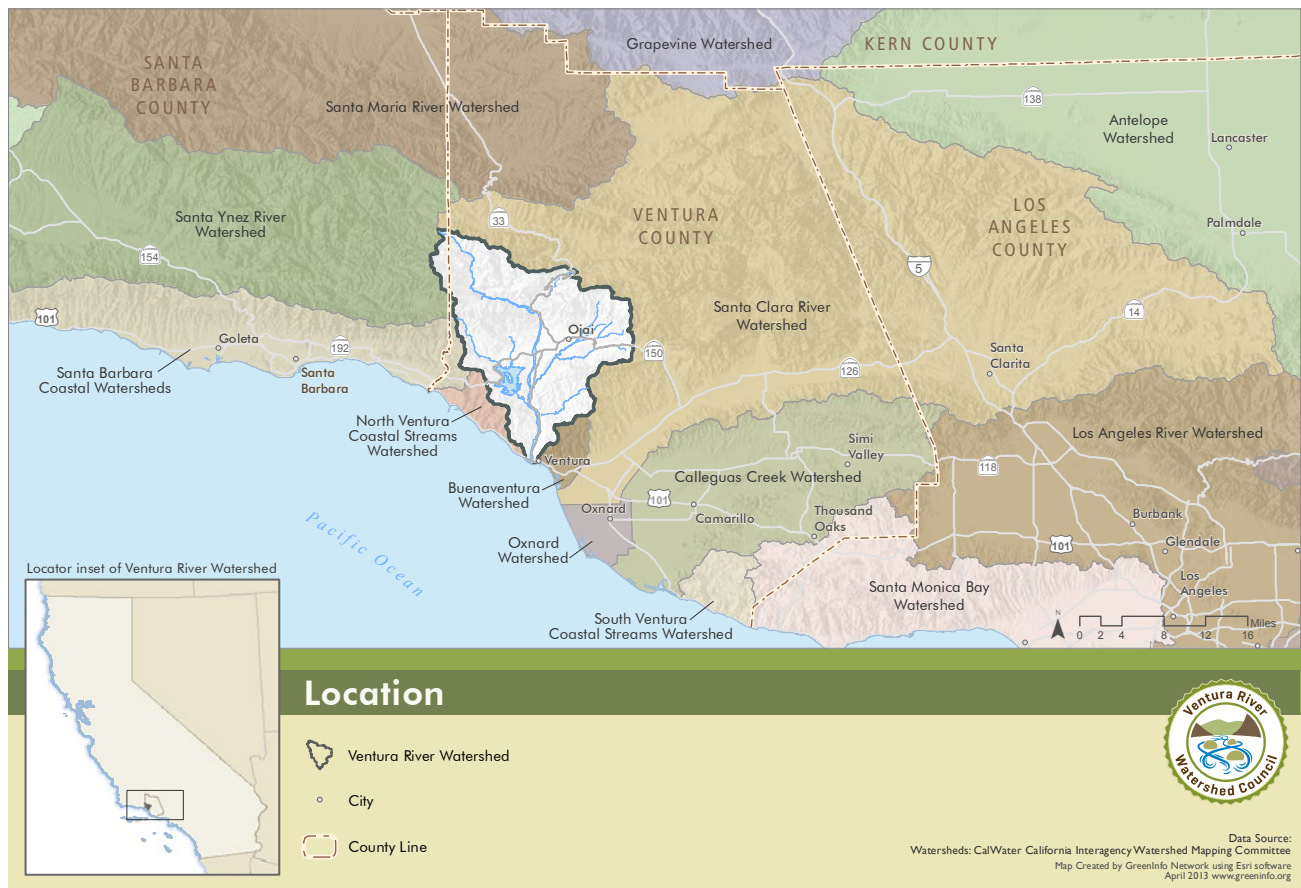 Grapevine Watershed
KERN COUNTY
SANTA
BARBARA
COUNTY
Santa Maria River Watershed
138
Antelope
Watershed
Lancaster
Santa Ynez River
Watershed
33
VENTURA
COUNTY
LOS
ANGELES
COUNTY
Palmdale
154
5
101
Goleta
192
Ojai
150
Santa Clara River
Watershed
14
Santa Barbara
Coastal Watersheds
Santa
Barbara
126
Santa
Clarita
North Ventura
Coastal Streams
Watershed
Ventura
Simi
Valley
Los Angeles River Watershed
118
Buenaventura
Watershed
Calleguas Creek Watershed
101
Oxnard
Camarillo
Thousand
Oaks
Burbank
Pacific Ocean
Oxnard
Watershed
101
Glendale
Los
Angeles
Santa Monica Bay
Watershed
South Ventura
Coastal Streams Watershed
N
0 2 4 8 12 16 Miles
Locator inset of Ventura River Watershed
Location
Ventura River Watershed
City
County Line
Ventura River
Watershed Council
Data Source:
Watersheds: CalWater California Interagency Watershed Mapping Committee
Map Created by GreenInfo Network using Esri software
April 2013 www.greeninfo.org